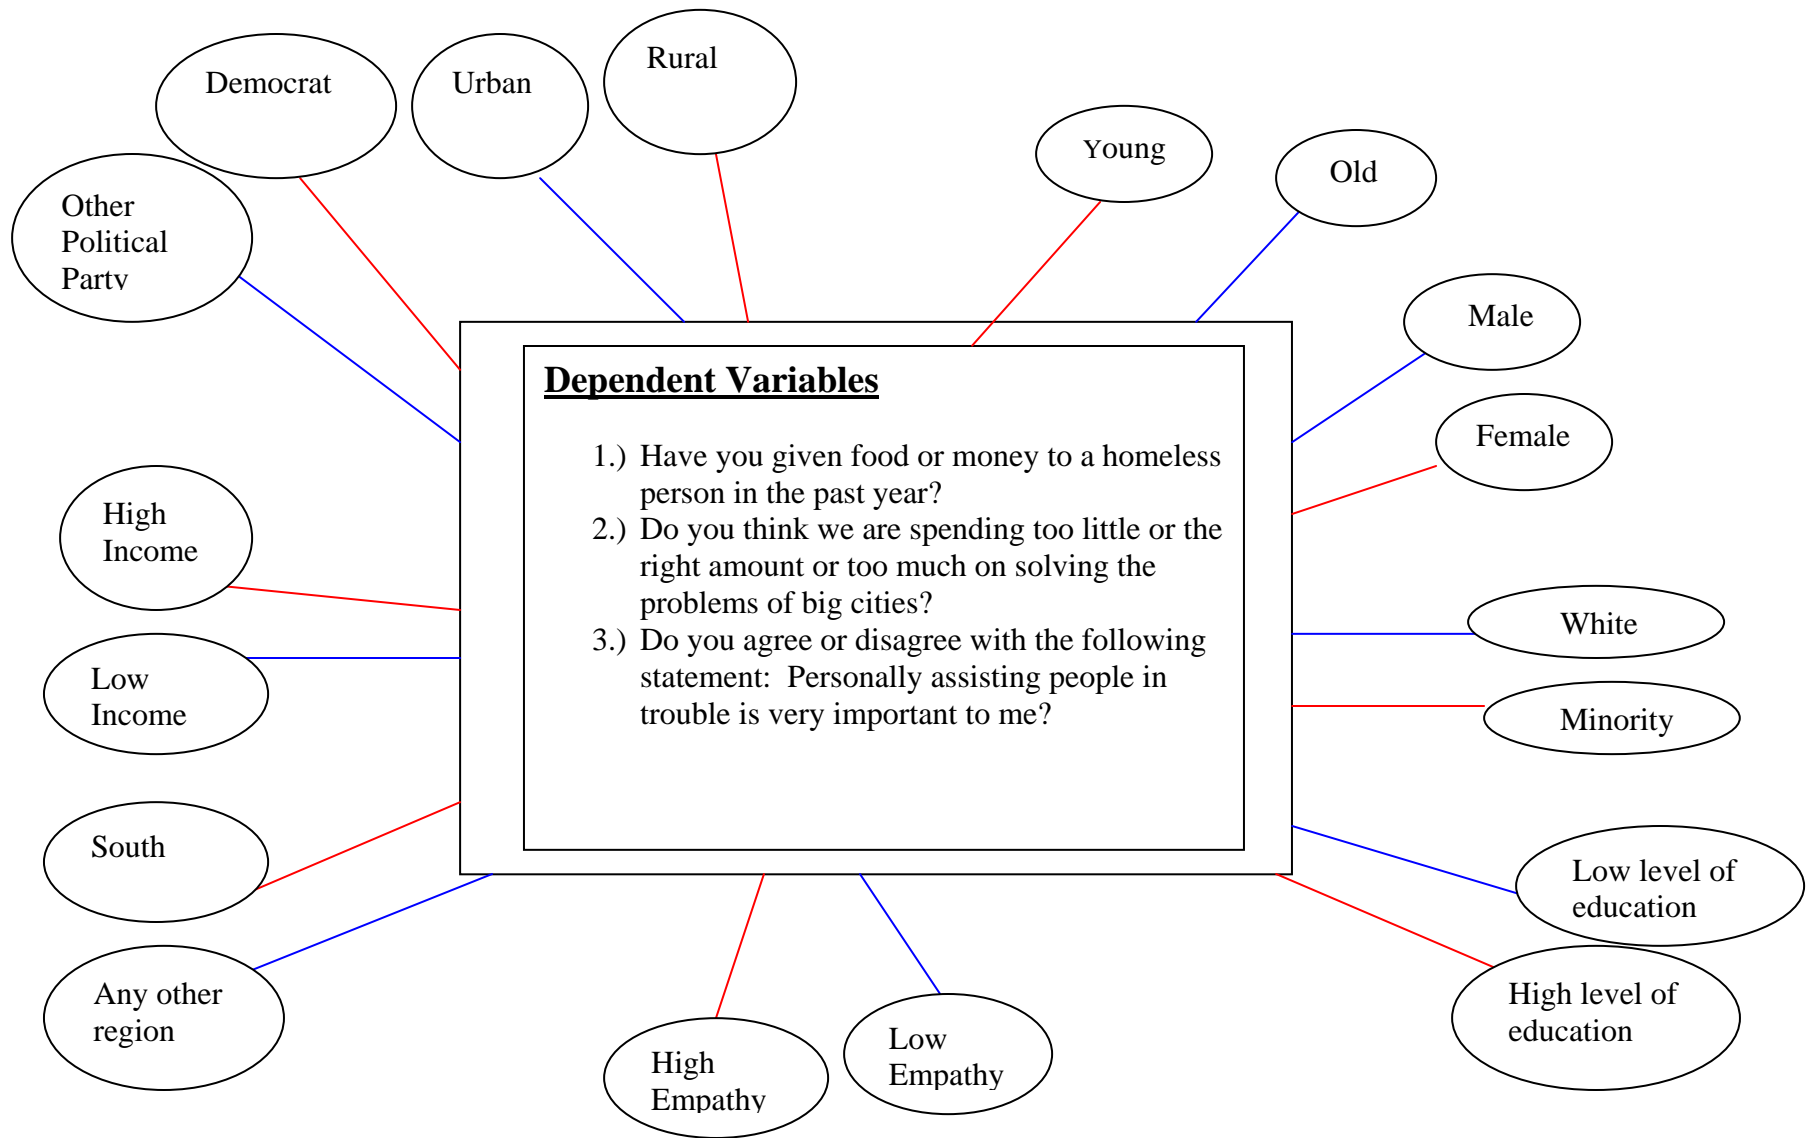 Rural
Democrat
Urban
Young
Old
Other
Political
Party
Male
Dependent Variables
Female
1.) Have you given food or money to a homeless
person in the past year?
2.) Do you think we are spending too little or the
right amount or too much on solving the
problems of big cities?
3.) Do you agree or disagree with the following
statement:  Personally assisting people in
trouble is very important to me?
High
Income
White
Low
Income
Minority
South
Low level of
education
Any other
region
High level of
education
High
Empathy
Low
Empathy